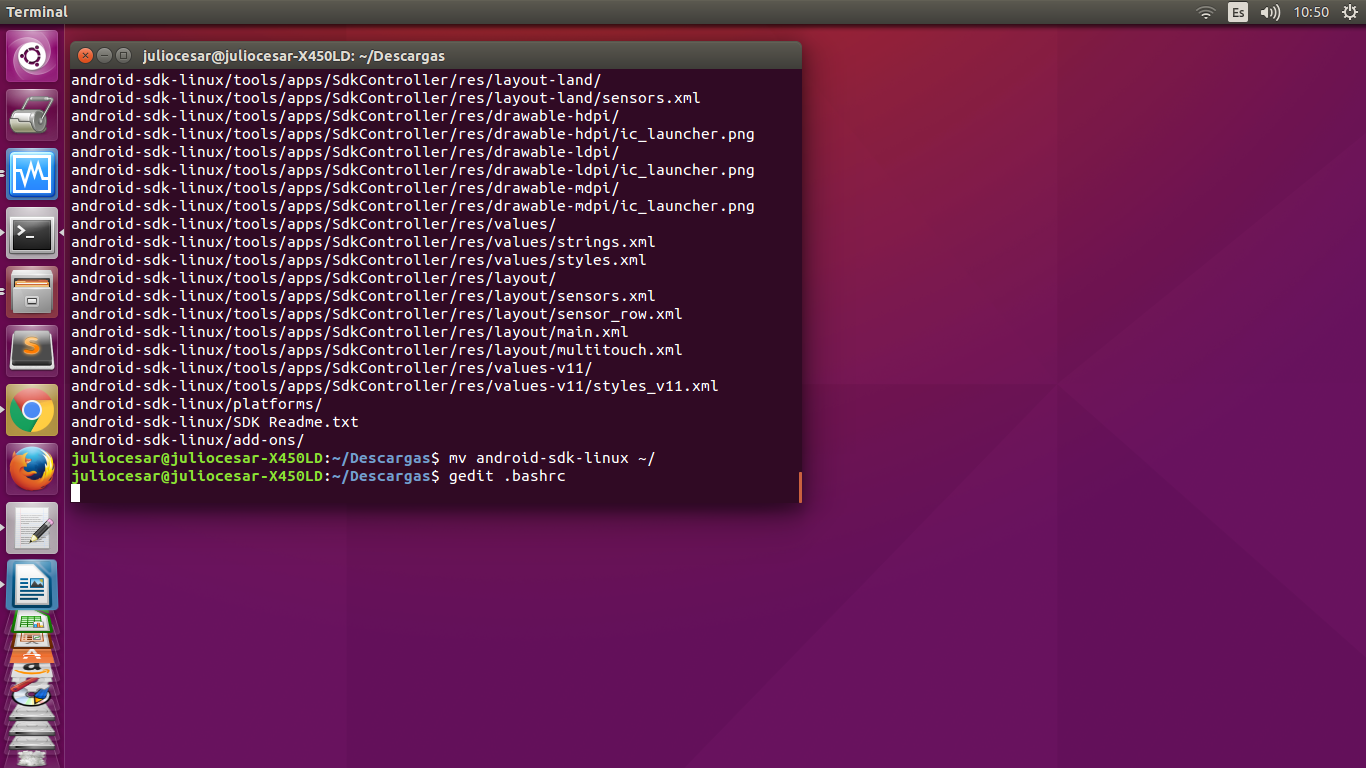 Terminal
Es
10:50
juliocesar@juliocesar-X450LD: ~/Descargas
android-sdk-linux/tools/apps/SdkController/res/layout-land/
android-sdk-linux/tools/apps/SdkController/res/layout-land/sensors.xml
android-sdk-linux/tools/apps/SdkController/res/drawable-hdpi/
android-sdk-linux/tools/apps/SdkController/res/drawable-hdpi/ic_launcher.png
android-sdk-linux/tools/apps/SdkController/res/drawable-ldpi/
android-sdk-linux/tools/apps/SdkController/res/drawable-ldpi/ic_launcher.png
android-sdk-linux/tools/apps/SdkController/res/drawable-mdpi/
android-sdk-linux/tools/apps/SdkController/res/drawable-mdpi/ic_launcher.png
android-sdk-linux/tools/apps/SdkController/res/values/
android-sdk-linux/tools/apps/SdkController/res/values/strings.xml
android-sdk-linux/tools/apps/SdkController/res/values/styles.xml
android-sdk-linux/tools/apps/SdkController/res/layout/
android-sdk-linux/tools/apps/SdkController/res/layout/sensors.xml
android-sdk-linux/tools/apps/SdkController/res/layout/sensor_row.xml
android-sdk-linux/tools/apps/SdkController/res/layout/main.xml
android-sdk-linux/tools/apps/SdkController/res/layout/multitouch.xml
android-sdk-linux/tools/apps/SdkController/res/values-v11/
android-sdk-linux/tools/apps/SdkController/res/values-v11/styles_v11.xml
android-sdk-linux/platforms/
android-sdk-linux/SDK Readme.txt
android-sdk-linux/add-ons/
juliocesar@juliocesar-X450LD:~/Descargas$ mv android-sdk-linux ~/
juliocesar@juliocesar-X450LD:~/Descargas$ gedit .bashrc